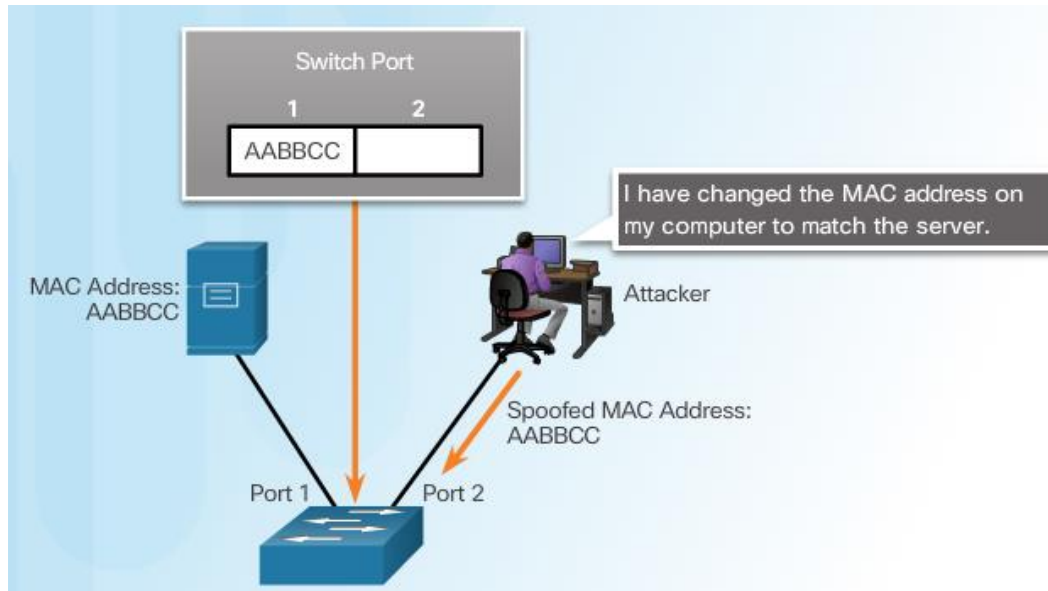 Switch Port
1 2
AABBCC
I have changed the MAC address on
my computer to match the server.
MAC Address:
AABBCC
Attacker
Spoofed MAC Address:
AABBCC
Port 1
Port 2